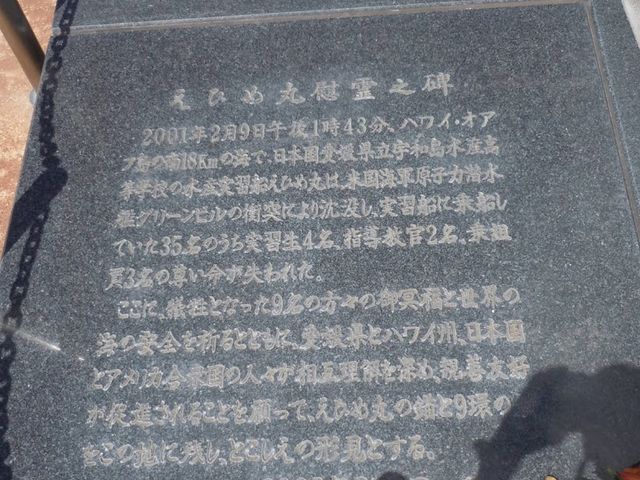 えひめ丸慰霊之碑
2001年2月9日午後1時43分、ハワイ・オア
フ島の南18Kmの海で、日本国愛媛県立宇和島水産高
等学校の水産実習船えひめ丸は、米国海軍原子力潜水
艦グリーンビルの衝突により沈没し、実習船に乗船し
ていた35名のうち実習生4名、指導教官2名、乗組
員3名の尊い命が失われた。
ここに、犠牲となった9名の方々の御冥福と世界の
海の安全を祈るとともに、愛媛県とハワイ州、日本国
とアメリカ合衆国の人々が相互理解を深め、親善友好
が促進されることを願って、えひめ丸の錨と9環の
をこの地に残し、とこしえの形見とする。